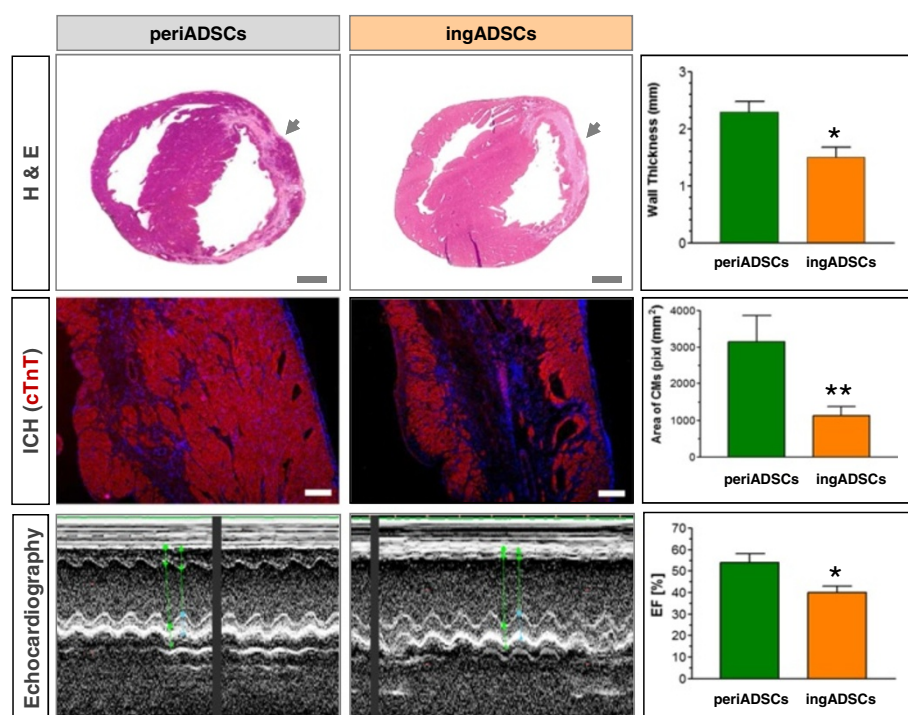 periADSCs
ingADSCs
H & E
Wall Thickness (mm)
3
2
1
0
*
periADSCs
ingADSCs
ICH (cTnT)
Area of CMs (pixl (mm²)
4000
3000
2000
1000
0
**
periADSCs
ingADSCs
Echocardiography
EF [%]
70
60
50
40
30
20
10
0
*
periADSCs
ingADSCs